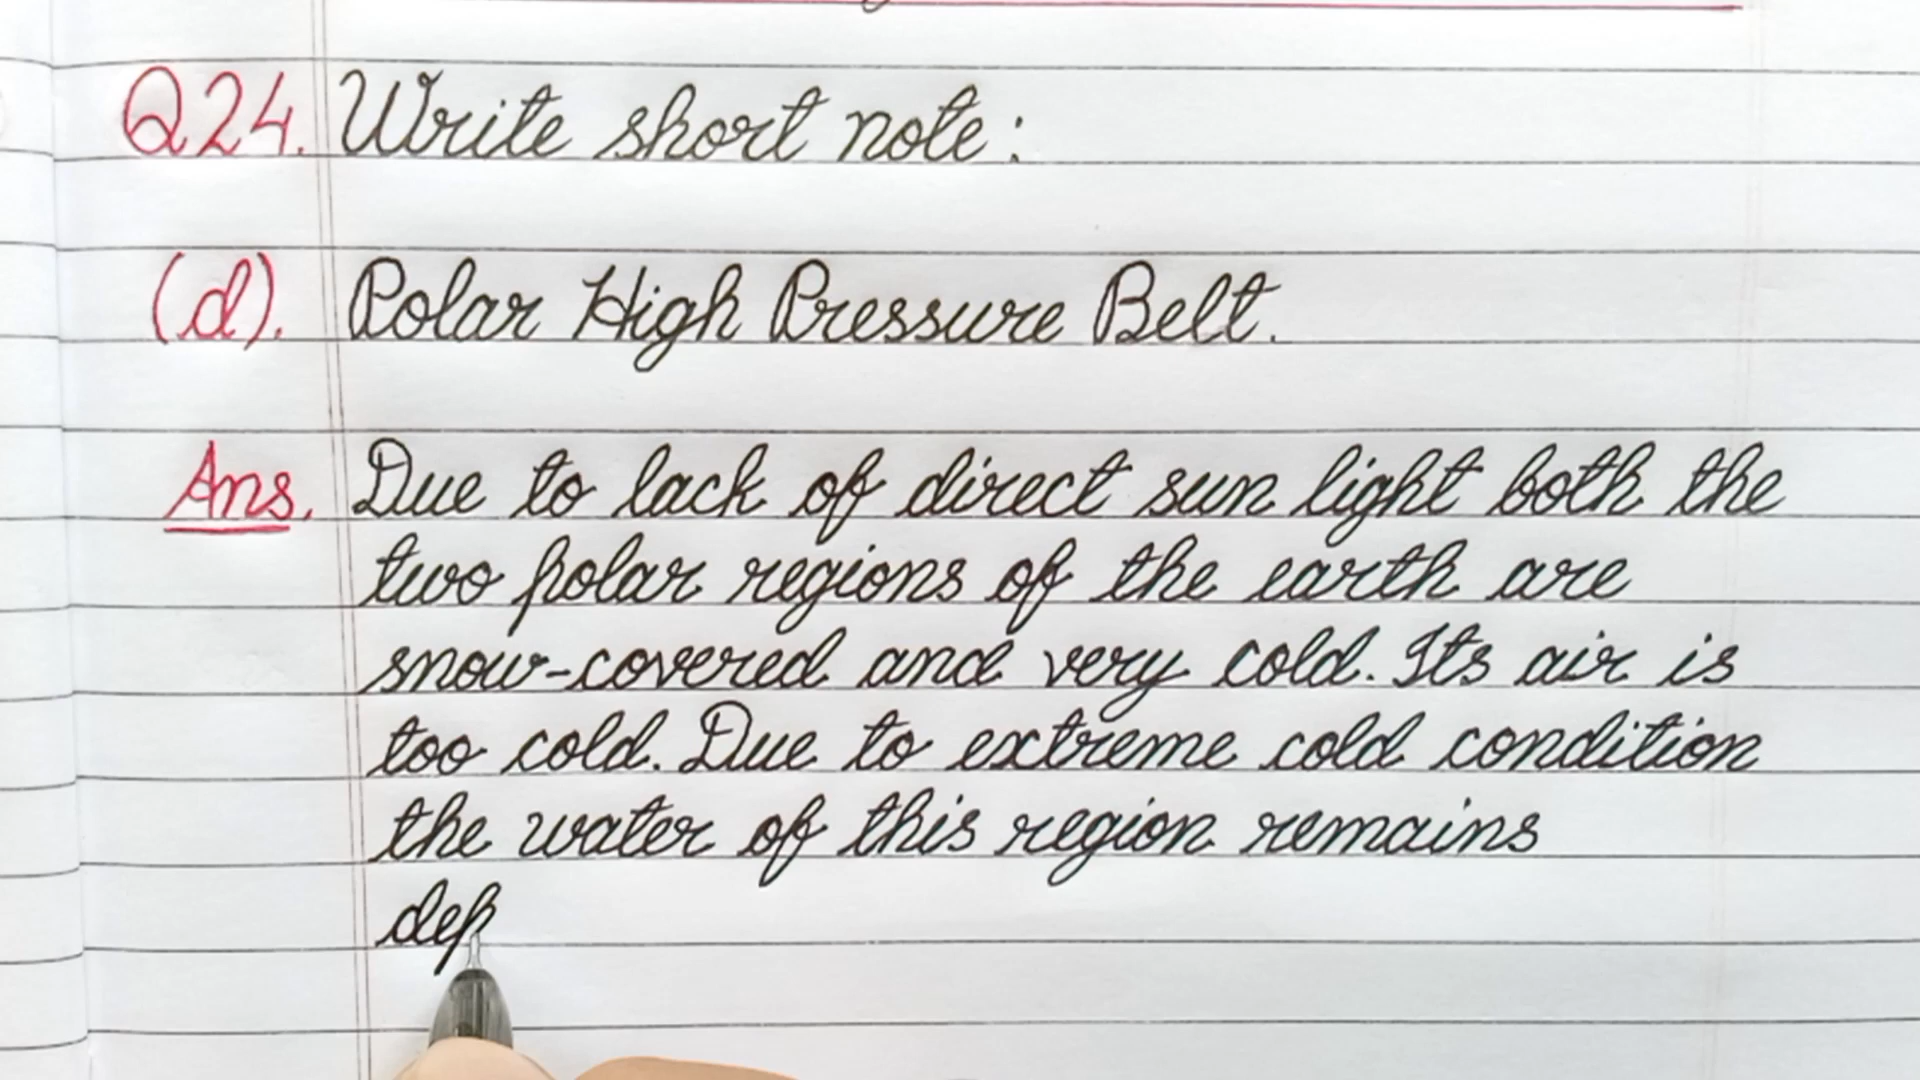 Q24. Write short note:
(d). Polar High Pressure Belt.
Ans. Due to lack of direct sun light both the
two polar regions of the earth are
snow-covered and very cold. Its air is
too cold. Due to extreme cold condition
the water of this region remains
dep